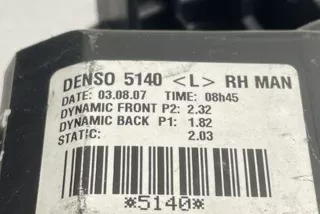 DENSO 5140 <L> RH MAN
DATE: 03.08.07 TIME: 08h45
DYNAMIC FRONT P2: 2.32
DYNAMIC BACK P1: 1.82
STATIC: 2.03
*5140*